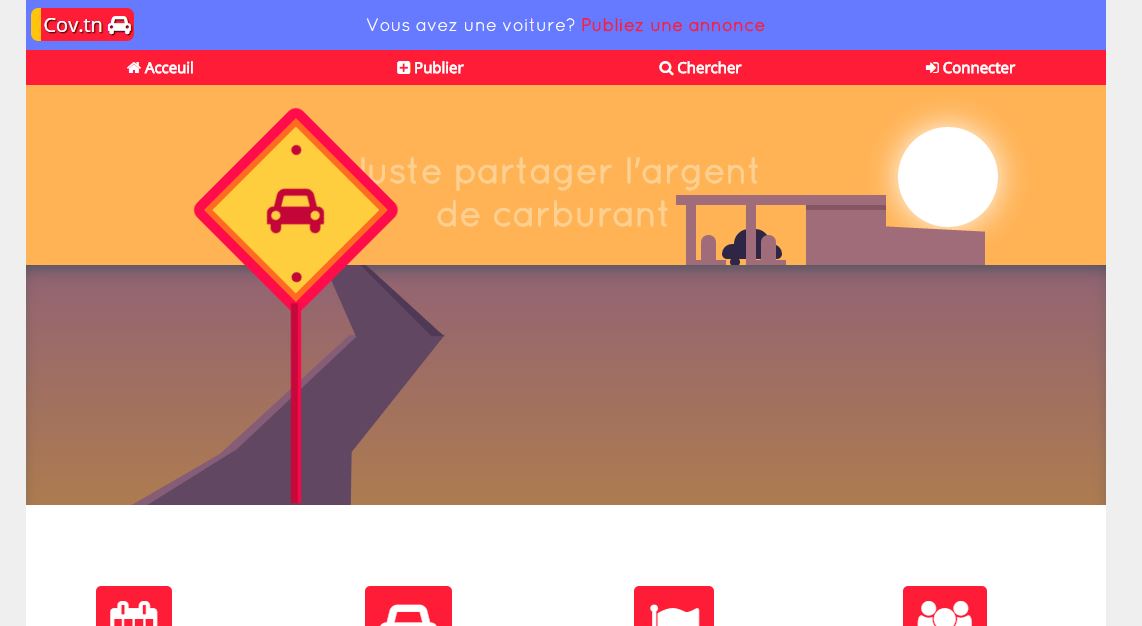 Cov.tn
Vous avez une voiture? Publiez une annonce
Acceuil
Publier
Chercher
Connecter
Juste partager l'argent
de carburant